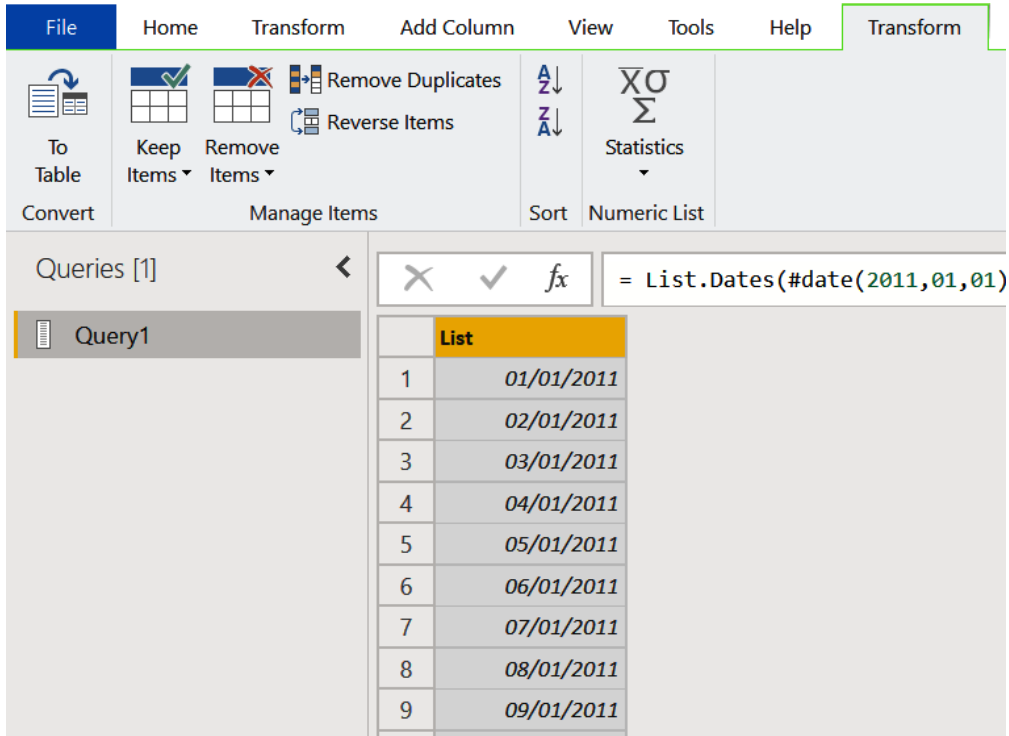 File Home Transform Add Column View Tools Help Transform
To Table
Keep Items
Remove Items
Remove Duplicates
Reverse Items
A Z
Z A
X̅σ
Σ
Statistics
Convert Manage Items Sort Numeric List
Queries [1]
fx = List.Dates(#date(2011,01,01)
Query1
List
1 01/01/2011
2 02/01/2011
3 03/01/2011
4 04/01/2011
5 05/01/2011
6 06/01/2011
7 07/01/2011
8 08/01/2011
9 09/01/2011